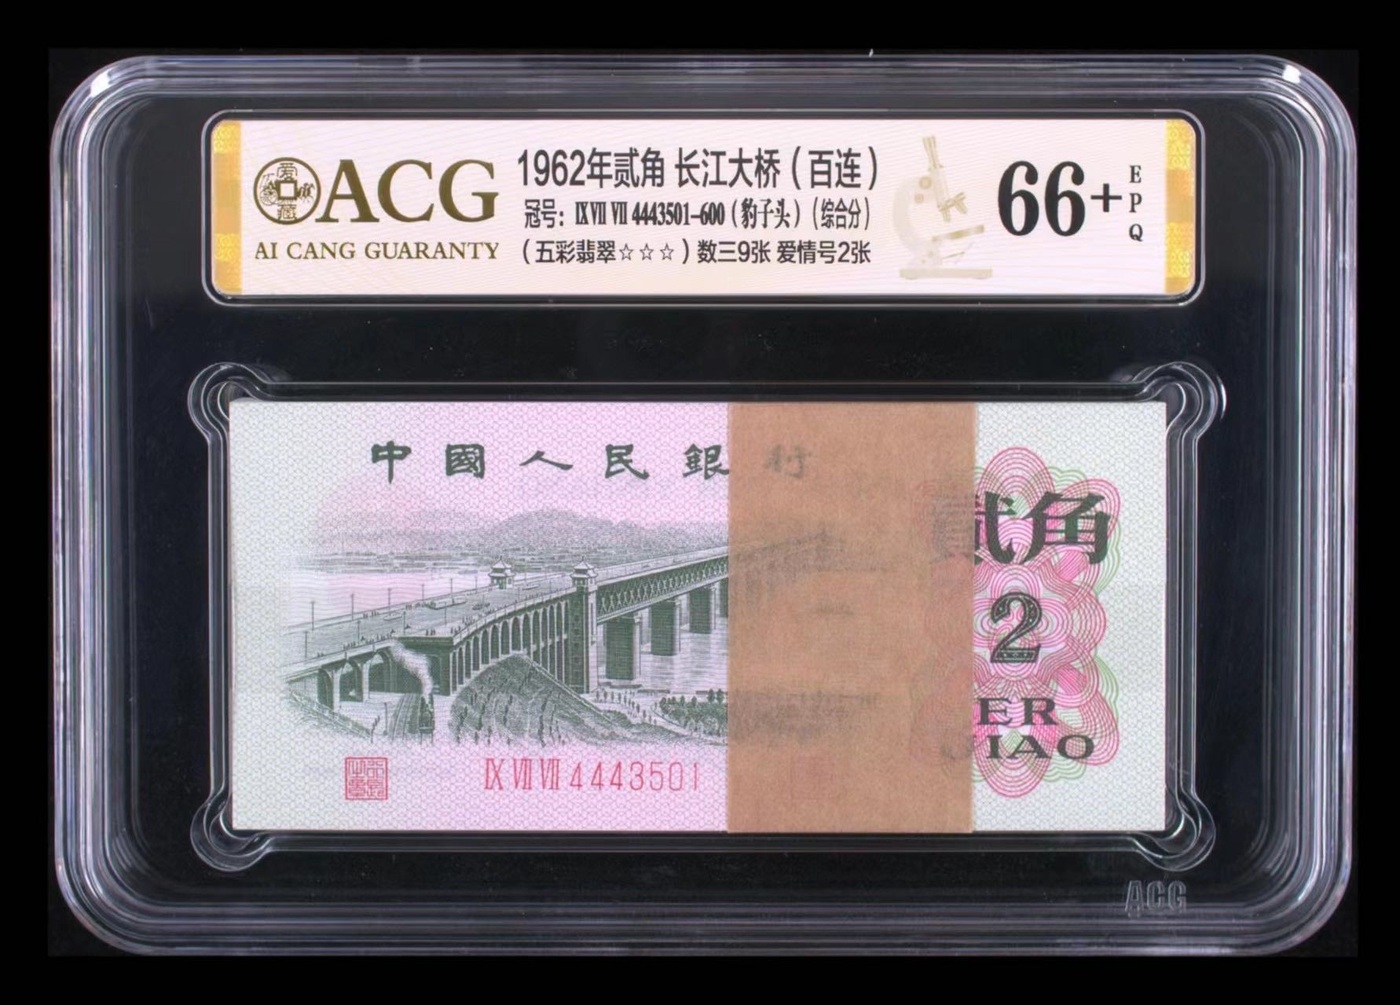 ACG
AI CANG GUARANTY
1962年贰角 长江大桥（百连）
冠号：IX VII VII 4443501-600（豹子头）（综合分）
（五彩翡翠☆☆☆）数三9张 爱情号2张
66+
EPQ
中國人民銀行
貳角
2
ER
JIAO
IX VII VII 4443501
ACG